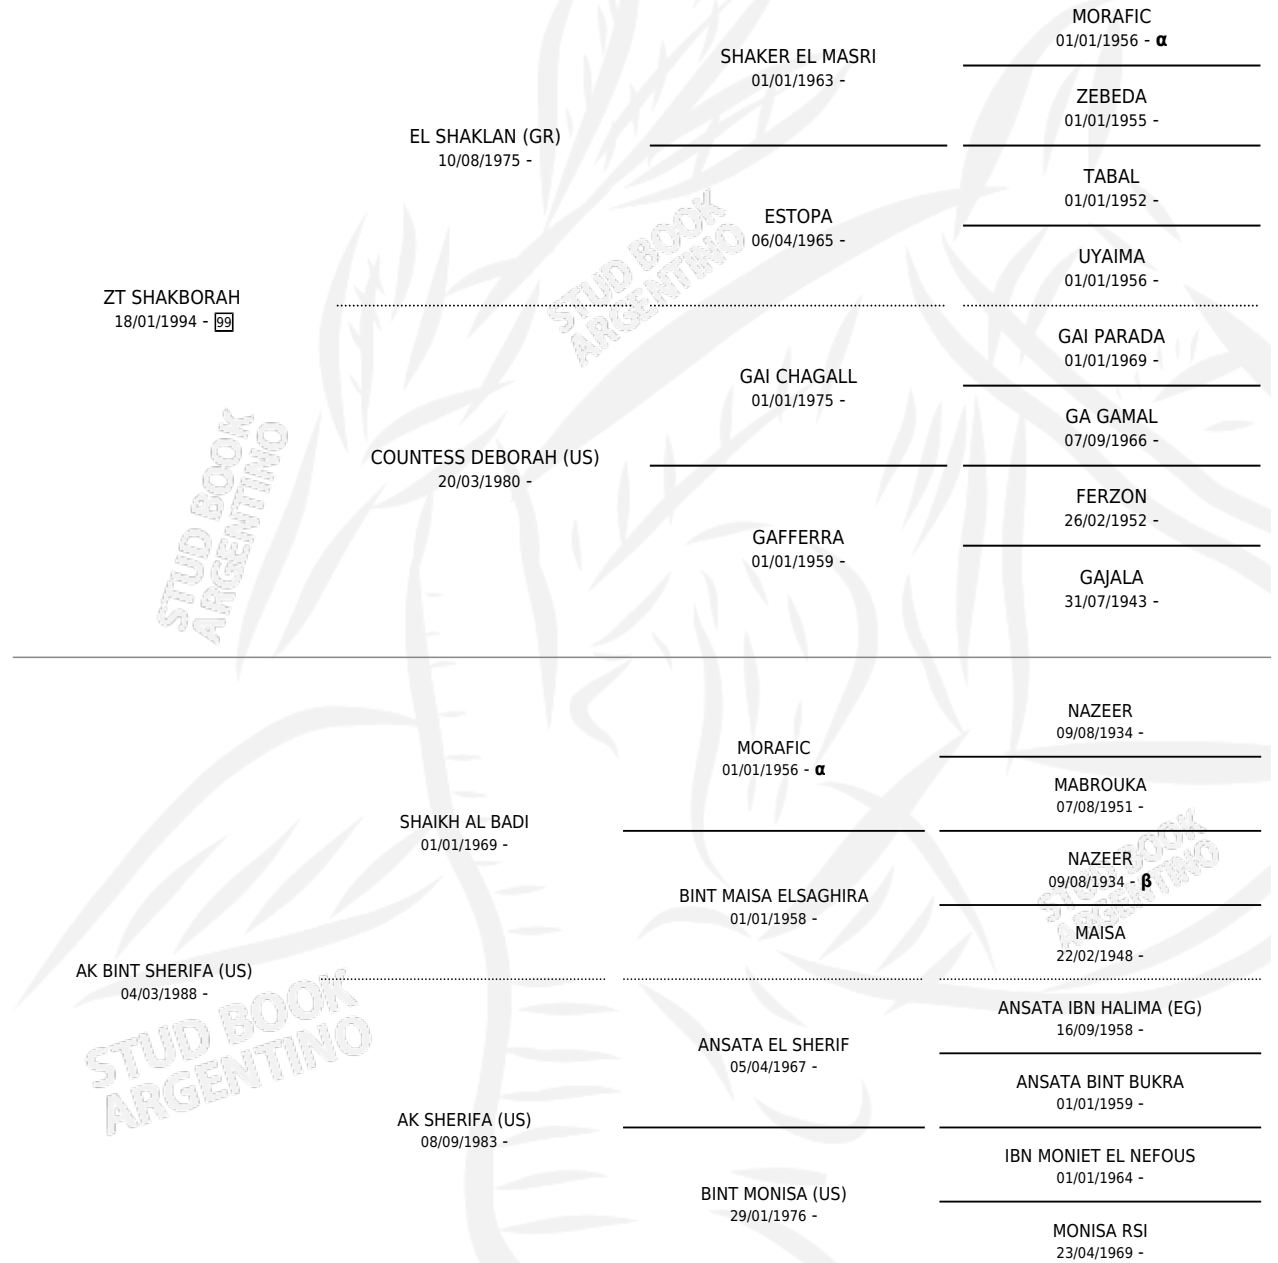 MORAFIC
01/01/1956 - α
SHAKER EL MASRI
01/01/1963 -
ZEBEDA
01/01/1955 -
EL SHAKLAN (GR)
10/08/1975 -
TABAL
01/01/1952 -
ESTOPA
06/04/1965 -
UYAIMA
01/01/1956 -
ZT SHAKBORAH
18/01/1994 - 99
GAI PARADA
01/01/1969 -
GAI CHAGALL
01/01/1975 -
GA GAMAL
07/09/1966 -
COUNTESS DEBORAH (US)
20/03/1980 -
FERZON
26/02/1952 -
GAFFERRA
01/01/1959 -
GAJALA
31/07/1943 -
NAZEER
09/08/1934 -
MORAFIC
01/01/1956 - α
MABROUKA
07/08/1951 -
SHAIKH AL BADI
01/01/1969 -
NAZEER
09/08/1934 - β
BINT MAISA ELSAGHIRA
01/01/1958 -
MAISA
22/02/1948 -
AK BINT SHERIFA (US)
04/03/1988 -
ANSATA IBN HALIMA (EG)
16/09/1958 -
ANSATA EL SHERIF
05/04/1967 -
ANSATA BINT BUKRA
01/01/1959 -
AK SHERIFA (US)
08/09/1983 -
IBN MONIET EL NEFOUS
01/01/1964 -
BINT MONISA (US)
29/01/1976 -
MONISA RSI
23/04/1969 -
STUD BOOK
ARGENTINO
STUD BOOK
ARGENTINO
STUD BOOK
ARGENTINO
STUD BOOK
ARGENTINO